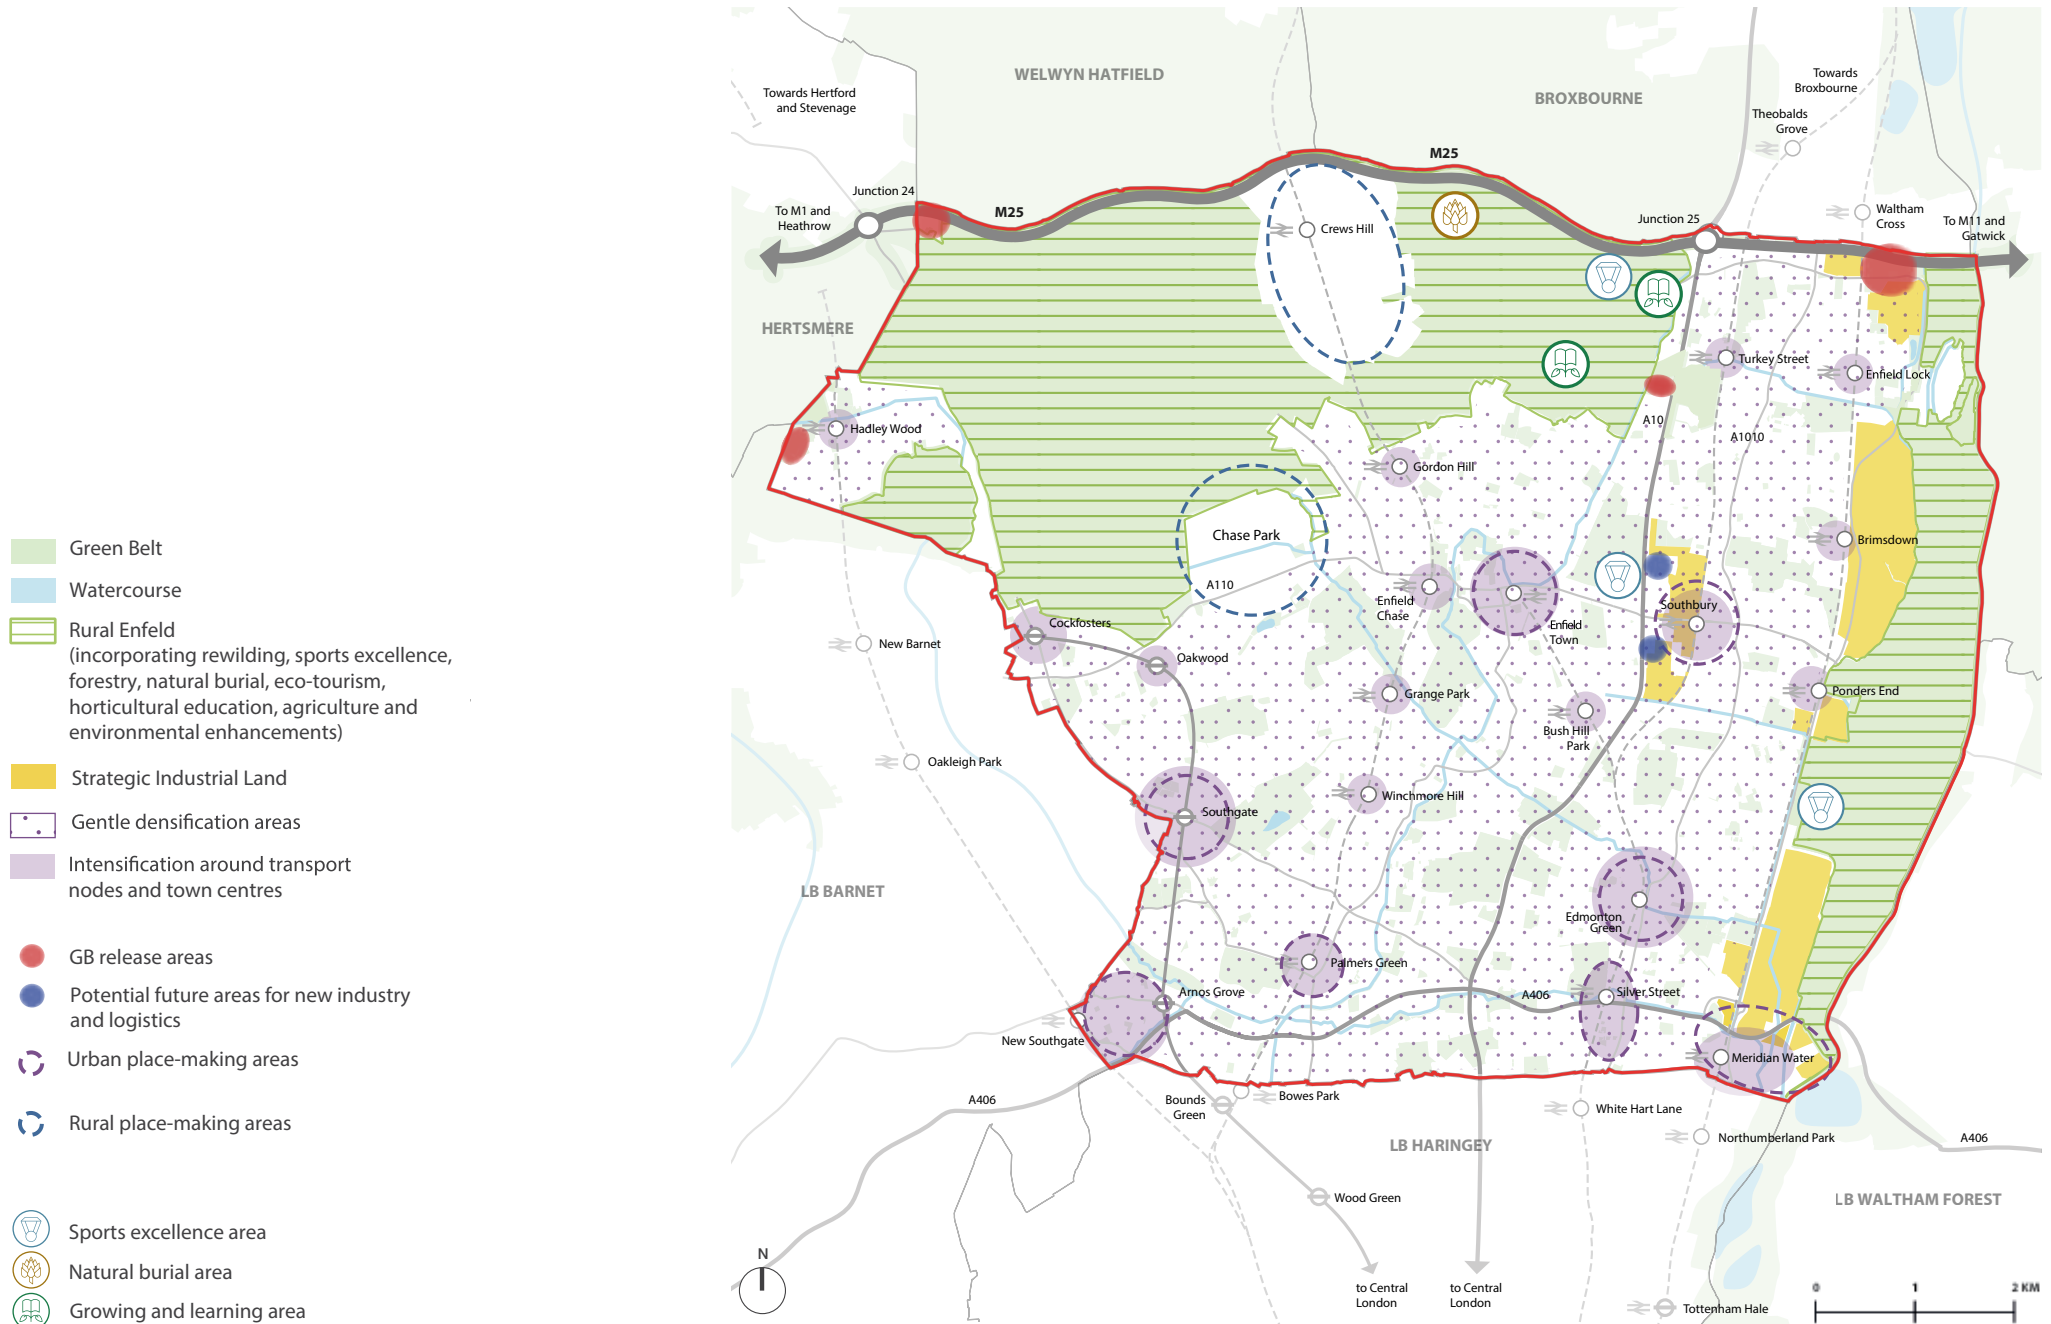 Green Belt
Watercourse
Rural Enfeld
(incorporating rewilding, sports excellence,
forestry, natural burial, eco-tourism,
horticultural education, agriculture and
environmental enhancements)
Strategic Industrial Land
Gentle densification areas
Intensification around transport
nodes and town centres
GB release areas
Potential future areas for new industry
and logistics
Urban place-making areas
Rural place-making areas
Sports excellence area
Natural burial area
Growing and learning area
WELWYN HATFIELD
BROXBOURNE
Towards
Broxbourne
Towards Hertford
and Stevenage
Theobalds
Grove
M25
Junction 24
M25
To M1 and
Heathrow
Crews Hill
Junction 25
Waltham
Cross
To M11 and
Gatwick
HERTSMERE
Turkey Street
Enfield Lock
Hadley Wood
A10
A1010
Gordon Hill
Chase Park
Brimsdown
A110
Enfield
Chase
Enfield
Town
Southbury
Cockfosters
New Barnet
Oakwood
Grange Park
Ponders End
Bush Hill
Park
Oakleigh Park
Winchmore Hill
Southgate
LB BARNET
Edmonton
Green
Palmers Green
Arnos Grove
A406
Silver Street
New Southgate
Meridian Water
A406
Bounds
Green
Bowes Park
White Hart Lane
LB HARINGEY
Northumberland Park
A406
Wood Green
LB WALTHAM FOREST
N
to Central
London
to Central
London
Tottenham Hale
0 1 2 KM